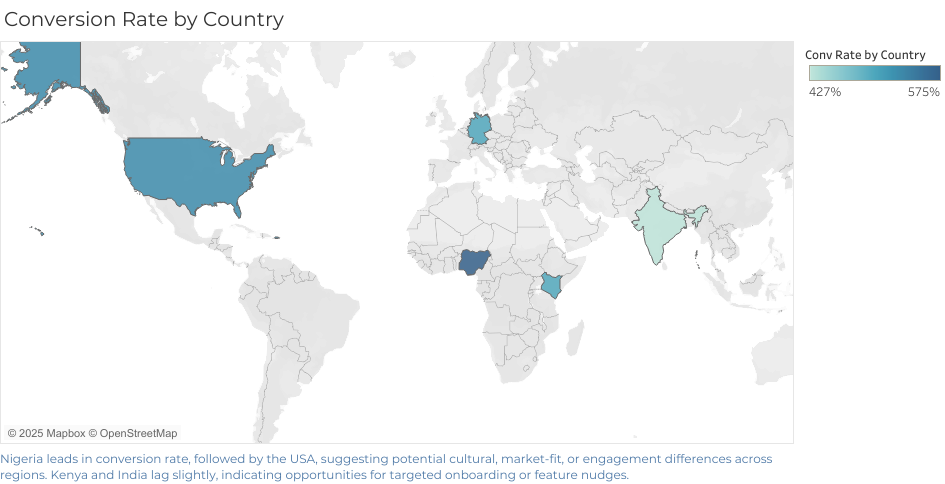 Conversion Rate by Country
Conv Rate by Country
427% 575%
© 2025 Mapbox © OpenStreetMap
Nigeria leads in conversion rate, followed by the USA, suggesting potential cultural, market-fit, or engagement differences across
regions. Kenya and India lag slightly, indicating opportunities for targeted onboarding or feature nudges.